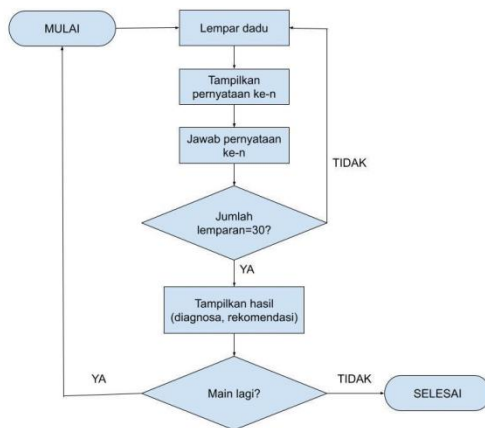 MULAI
Lempar dadu
Tampilkan
pernyataan ke-n
Jawab pernyataan
ke-n
TIDAK
Jumlah
lemparan=30?
YA
Tampilkan hasil
(diagnosa, rekomendasi)
YA
Main lagi?
TIDAK
SELESAI